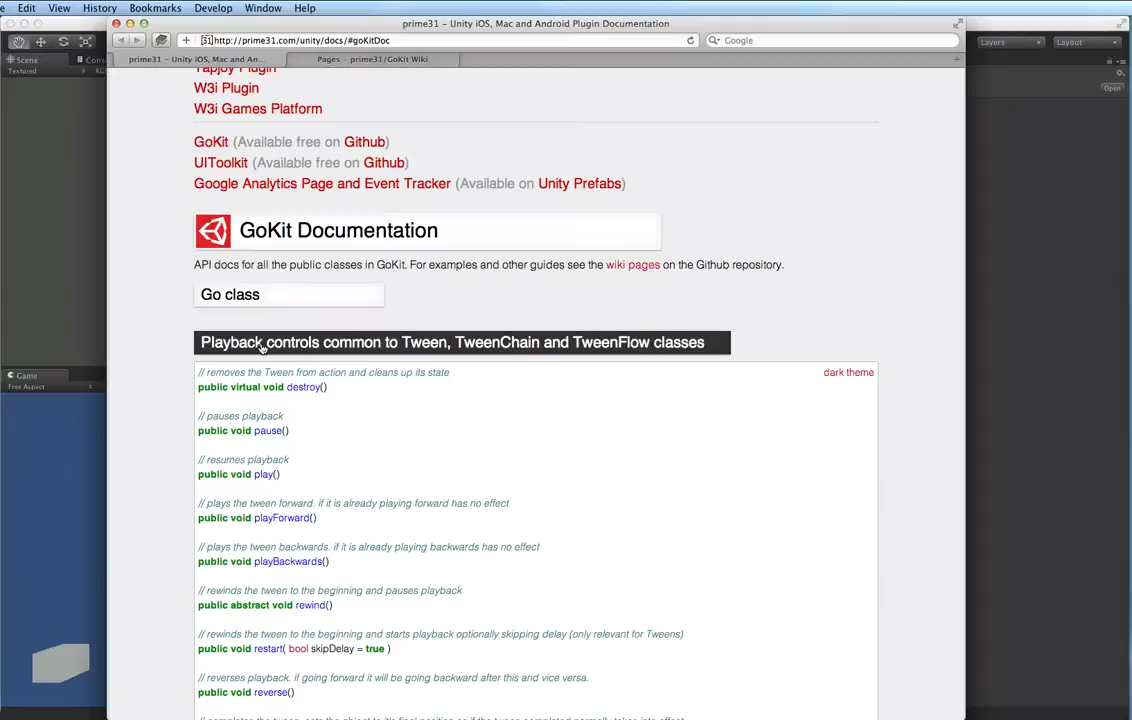 Edit View History Bookmarks Develop Window Help
prime31 – Unity iOS, Mac and Android Plugin Documentation
http://prime31.com/unity/docs/#goKitDoc
Google
Layers
Layout
Scene
Cons
prime31 – Unity iOS, Mac and An...
Pages - prime31/GoKit Wiki
Textured
Tapjoy Plugin
W3i Plugin
Open
W3i Games Platform
GoKit (Available free on Github)
UIToolkit (Available free on Github)
Google Analytics Page and Event Tracker (Available on Unity Prefabs)
GoKit Documentation
API docs for all the public classes in GoKit. For examples and other guides see the wiki pages on the Github repository.
Go class
Playback controls common to Tween, TweenChain and TweenFlow classes
// removes the Tween from action and cleans up its state
dark theme
public virtual void destroy()
Game
Free Aspect
// pauses playback
public void pause()
// resumes playback
public void play()
// plays the tween forward. if it is already playing forward has no effect
public void playForward()
// plays the tween backwards. if it is already playing backwards has no effect
public void playBackwards()
// rewinds the tween to the beginning and pauses playback
public abstract void rewind()
// rewinds the tween to the beginning and starts playback optionally skipping delay (only relevant for Tweens)
public void restart( bool skipDelay = true )
// reverses playback. if going forward it will be going backward after this and vice versa.
public void reverse()